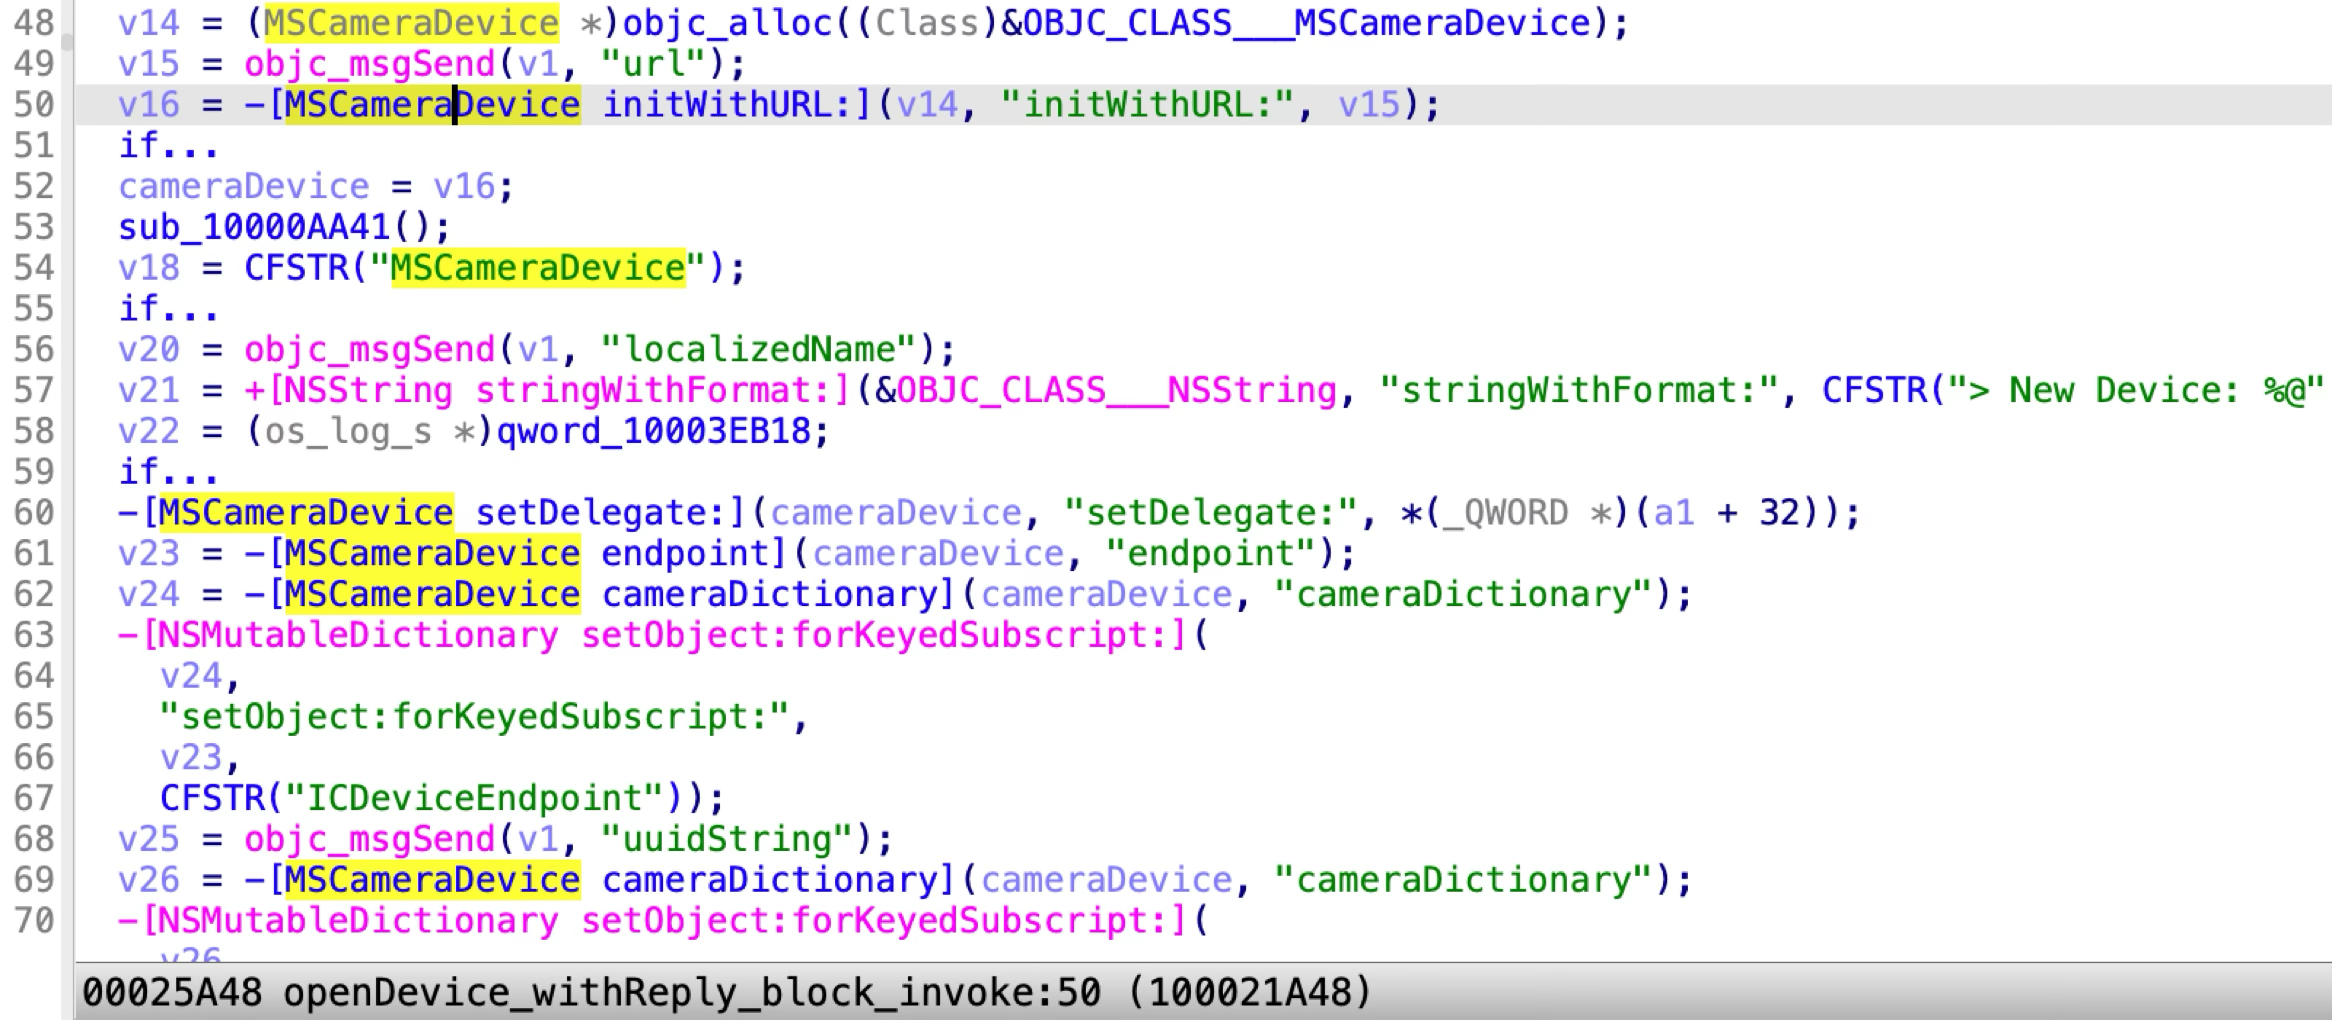 48 v14 = (MSCameraDevice *)objc_alloc((Class)&OBJC_CLASS___MSCameraDevice);
49 v15 = objc_msgSend(v1, "url");
50 v16 = -[MSCameraDevice initWithURL:](v14, "initWithURL:", v15);
51 if...
52 cameraDevice = v16;
53 sub_10000AA41();
54 v18 = CFSTR("MSCameraDevice");
55 if...
56 v20 = objc_msgSend(v1, "localizedName");
57 v21 = +[NSString stringWithFormat:](&OBJC_CLASS___NSString, "stringWithFormat:", CFSTR("> New Device: %@"
58 v22 = (os_log_s *)qword_10003EB18;
59 if...
60 -[MSCameraDevice setDelegate:](cameraDevice, "setDelegate:", *(_QWORD *)(a1 + 32));
61 v23 = -[MSCameraDevice endpoint](cameraDevice, "endpoint");
62 v24 = -[MSCameraDevice cameraDictionary](cameraDevice, "cameraDictionary");
63 -[NSMutableDictionary setObject:forKeyedSubscript:](
64 v24,
65 "setObject:forKeyedSubscript:",
66 v23,
67 CFSTR("ICDeviceEndpoint"));
68 v25 = objc_msgSend(v1, "uuidString");
69 v26 = -[MSCameraDevice cameraDictionary](cameraDevice, "cameraDictionary");
70 -[NSMutableDictionary setObject:forKeyedSubscript:](
v26
00025A48 openDevice_withReply_block_invoke:50 (100021A48)